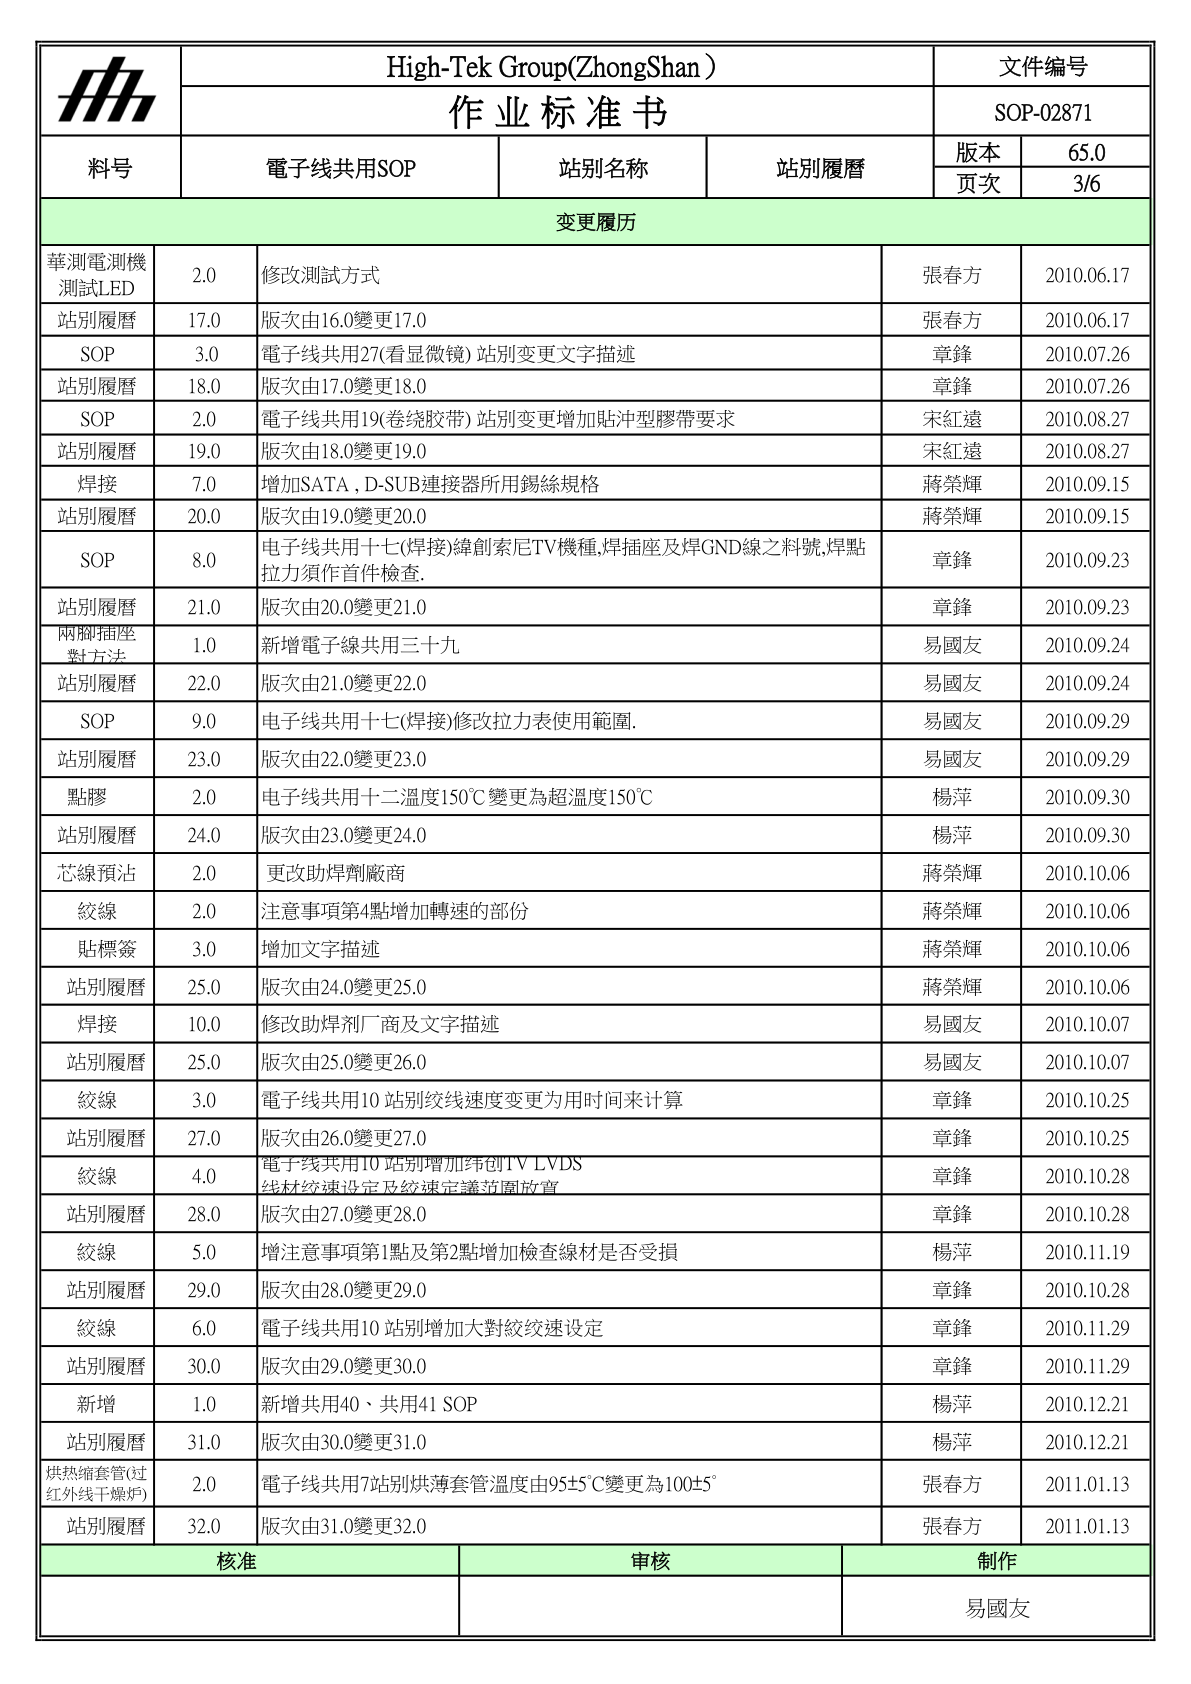 High-Tek Group(ZhongShan）
文件编号
作 业 标 准 书
SOP-02871
料号
電子线共用SOP
站别名称
站別履曆
版本
65.0
页次
3/6
变更履历
華測電測機
測試LED
2.0
修改測試方式
張春方
2010.06.17
站別履曆
17.0
版次由16.0變更17.0
張春方
2010.06.17
SOP
3.0
電子线共用27(看显微镜) 站別变更文字描述
章鋒
2010.07.26
站別履曆
18.0
版次由17.0變更18.0
章鋒
2010.07.26
SOP
2.0
電子线共用19(卷绕胶带) 站別变更增加貼沖型膠帶要求
宋紅遠
2010.08.27
站別履曆
19.0
版次由18.0變更19.0
宋紅遠
2010.08.27
焊接
7.0
增加SATA , D-SUB連接器所用錫絲規格
蔣榮輝
2010.09.15
站別履曆
20.0
版次由19.0變更20.0
蔣榮輝
2010.09.15
SOP
8.0
电子线共用十七(焊接)緯創索尼TV機種,焊插座及焊GND線之料號,焊點
拉力須作首件檢查.
章鋒
2010.09.23
站別履曆
21.0
版次由20.0變更21.0
章鋒
2010.09.23
兩腳插座
對方法
1.0
新增電子線共用三十九
易國友
2010.09.24
站別履曆
22.0
版次由21.0變更22.0
易國友
2010.09.24
SOP
9.0
电子线共用十七(焊接)修改拉力表使用範圍.
易國友
2010.09.29
站別履曆
23.0
版次由22.0變更23.0
易國友
2010.09.29
點膠
2.0
电子线共用十二溫度150℃變更為超溫度150℃
楊萍
2010.09.30
站別履曆
24.0
版次由23.0變更24.0
楊萍
2010.09.30
芯線預沾
2.0
更改助焊劑廠商
蔣榮輝
2010.10.06
絞線
2.0
注意事項第4點增加轉速的部份
蔣榮輝
2010.10.06
貼標簽
3.0
增加文字描述
蔣榮輝
2010.10.06
站別履曆
25.0
版次由24.0變更25.0
蔣榮輝
2010.10.06
焊接
10.0
修改助焊剂厂商及文字描述
易國友
2010.10.07
站別履曆
25.0
版次由25.0變更26.0
易國友
2010.10.07
絞線
3.0
電子线共用10 站别绞线速度变更为用时间来计算
章鋒
2010.10.25
站別履曆
27.0
版次由26.0變更27.0
章鋒
2010.10.25
絞線
4.0
電子线共用10 站别增加纬创TV LVDS
线材绞速设定及绞速定議范圍放寬
章鋒
2010.10.28
站別履曆
28.0
版次由27.0變更28.0
章鋒
2010.10.28
絞線
5.0
增注意事項第1點及第2點增加檢查線材是否受損
楊萍
2010.11.19
站別履曆
29.0
版次由28.0變更29.0
章鋒
2010.10.28
絞線
6.0
電子线共用10 站别增加大對絞绞速设定
章鋒
2010.11.29
站別履曆
30.0
版次由29.0變更30.0
章鋒
2010.11.29
新增
1.0
新增共用40、共用41 SOP
楊萍
2010.12.21
站別履曆
31.0
版次由30.0變更31.0
楊萍
2010.12.21
烘热缩套管(过
红外线干燥炉)
2.0
電子线共用7站别烘薄套管溫度由95±5℃變更為100±5°
張春方
2011.01.13
站別履曆
32.0
版次由31.0變更32.0
張春方
2011.01.13
核准
审核
制作
易國友